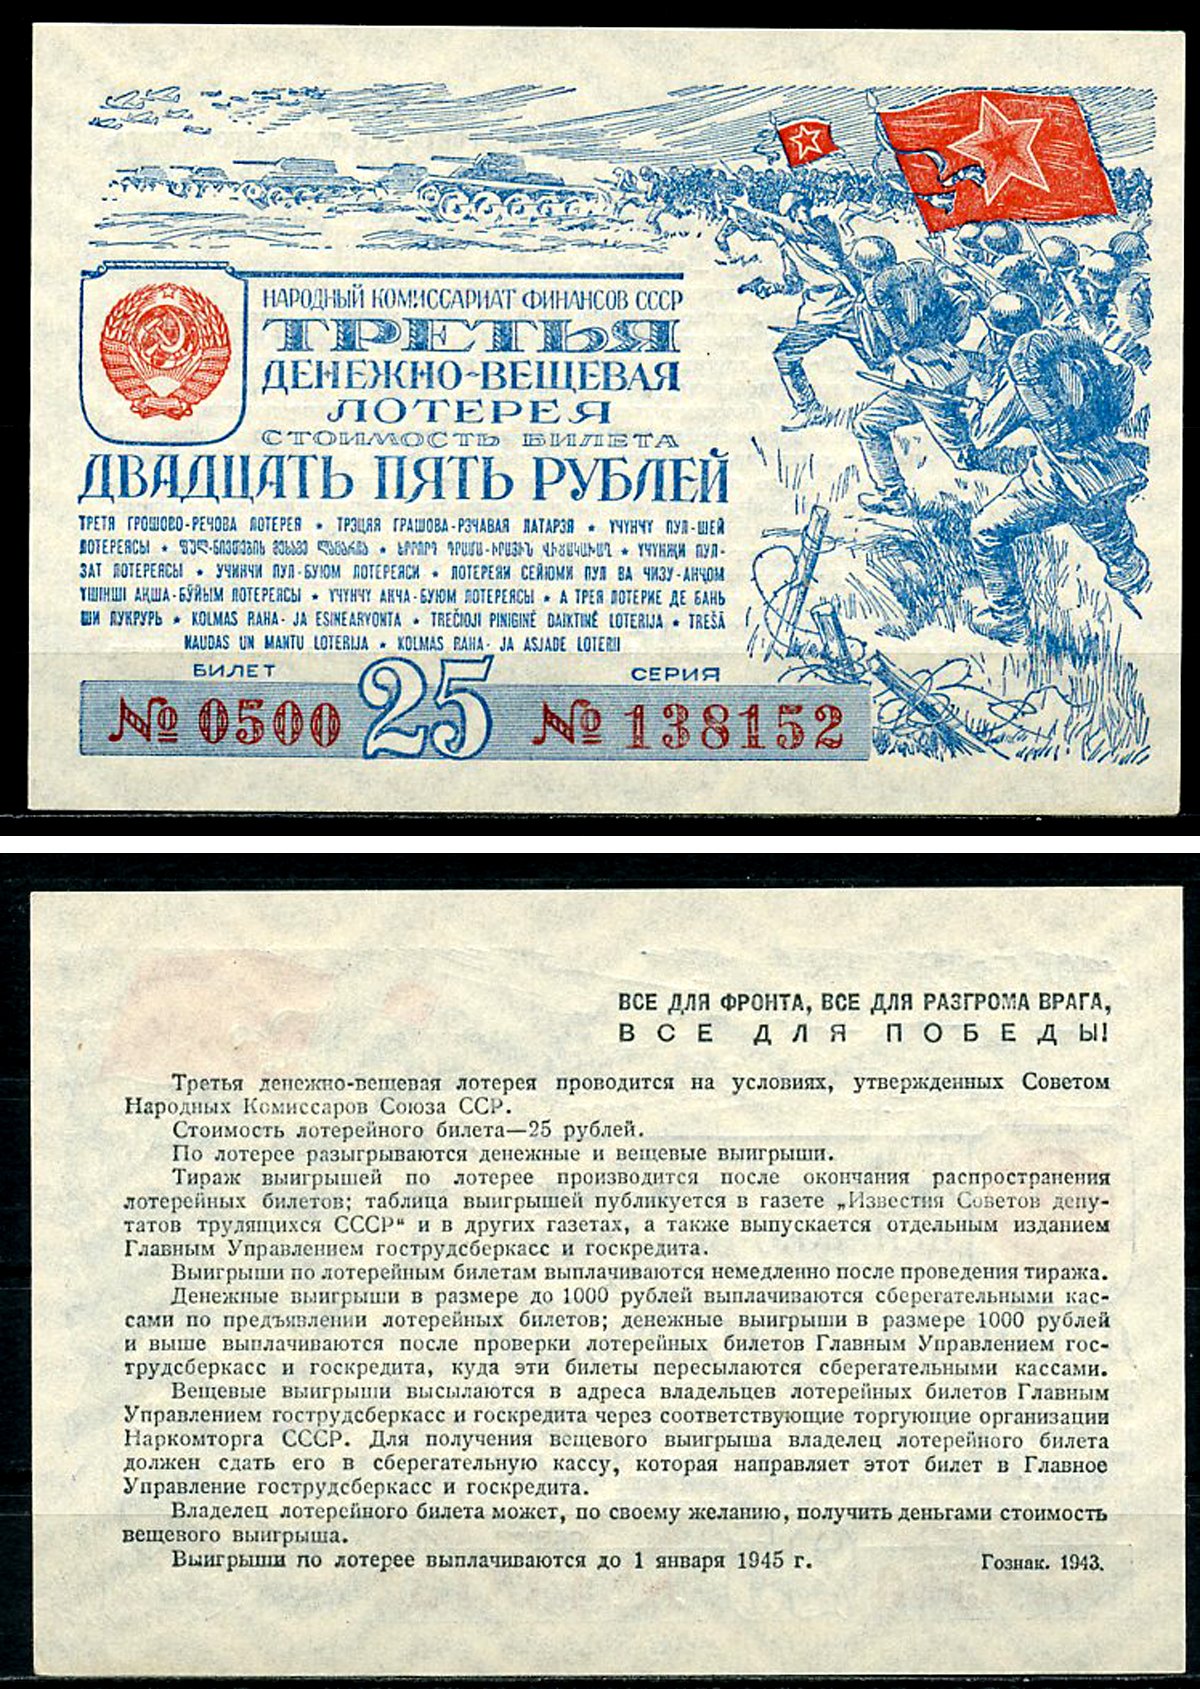 НАРОДНЫЙ КОМИССАРИАТ ФИНАНСОВ СССР
ТРЕТЬЯ
ДЕНЕЖНО-ВЕЩЕВАЯ
ЛОТЕРЕЯ
СТОИМОСТЬ БИЛЕТА
ДВАДЦАТЬ ПЯТЬ РУБЛЕЙ
ТРЕТЯ ГРОШОВО-РЕЧОВА ЛОТЕРЕЯ * ТРЭЦЯЯ ГРАШОВА-РЭЧАВАЯ ЛАТАРЭЯ * ҮЧҮНЧҮ ПУЛ-ШЕЙ
ЛОТЕРЕЯСЫ * * * ҮЧҮНҖИ ПУЛ-
ЗАТ ЛОТЕРЕЯСЫ * УЧИНЧИ ПУЛ-БУЮМ ЛОТЕРЕЯСИ * ЛОТЕРЕЯИ СЕЙЮМИ ПУЛ ВА ЧИЗУ-АНҶОМ
ҮШІНШІ АҚША-БҰЙЫМ ЛОТЕРЕЯСЫ * ҮЧҮНЧҮ АКЧА-БУЮМ ЛОТЕРЕЯСЫ * А ТРЕЯ ЛОТЕРИЕ ДЕ БАНЬ
ШИ ЛУКРУРЬ * KOLMAS RAHA- JA ESINEARVONTA * TREČIOJI PINIGINĖ DAIKTINĖ LOTERIJA * TREŠĀ
NAUDAS UN MANTU LOTERIJA * KOLMAS RAHA- JA ASJADE LOTERII
БИЛЕТ 25 СЕРИЯ
№ 0500 № 138152
ВСЕ ДЛЯ ФРОНТА, ВСЕ ДЛЯ РАЗГРОМА ВРАГА,
ВСЕ ДЛЯ ПОБЕДЫ!
Третья денежно-вещевая лотерея проводится на условиях, утвержденных Советом
Народных Комиссаров Союза ССР.
Стоимость лотерейного билета—25 рублей.
По лотерее разыгрываются денежные и вещевые выигрыши.
Тираж выигрышей по лотерее производится после окончания распространения
лотерейных билетов; таблица выигрышей публикуется в газете „Известия Советов депу-
татов трудящихся СССР“ и в других газетах, а также выпускается отдельным изданием
Главным Управлением гострудсберкасс и госкредита.
Выигрыши по лотерейным билетам выплачиваются немедленно после проведения тиража.
Денежные выигрыши в размере до 1000 рублей выплачиваются сберегательными кас-
сами по предъявлении лотерейных билетов; денежные выигрыши в размере 1000 рублей
и выше выплачиваются после проверки лотерейных билетов Главным Управлением гос-
трудсберкасс и госкредита, куда эти билеты пересылаются сберегательными кассами.
Вещевые выигрыши высылаются в адреса владельцев лотерейных билетов Главным
Управлением гострудсберкасс и госкредита через соответствующие торгующие организации
Наркомторга СССР. Для получения вещевого выигрыша владелец лотерейного билета
должен сдать его в сберегательную кассу, которая направляет этот билет в Главное
Управление гострудсберкасс и госкредита.
Владелец лотерейного билета может, по своему желанию, получить деньгами стоимость
вещевого выигрыша.
Выигрыши по лотерее выплачиваются до 1 января 1945 г. Гознак. 1943.